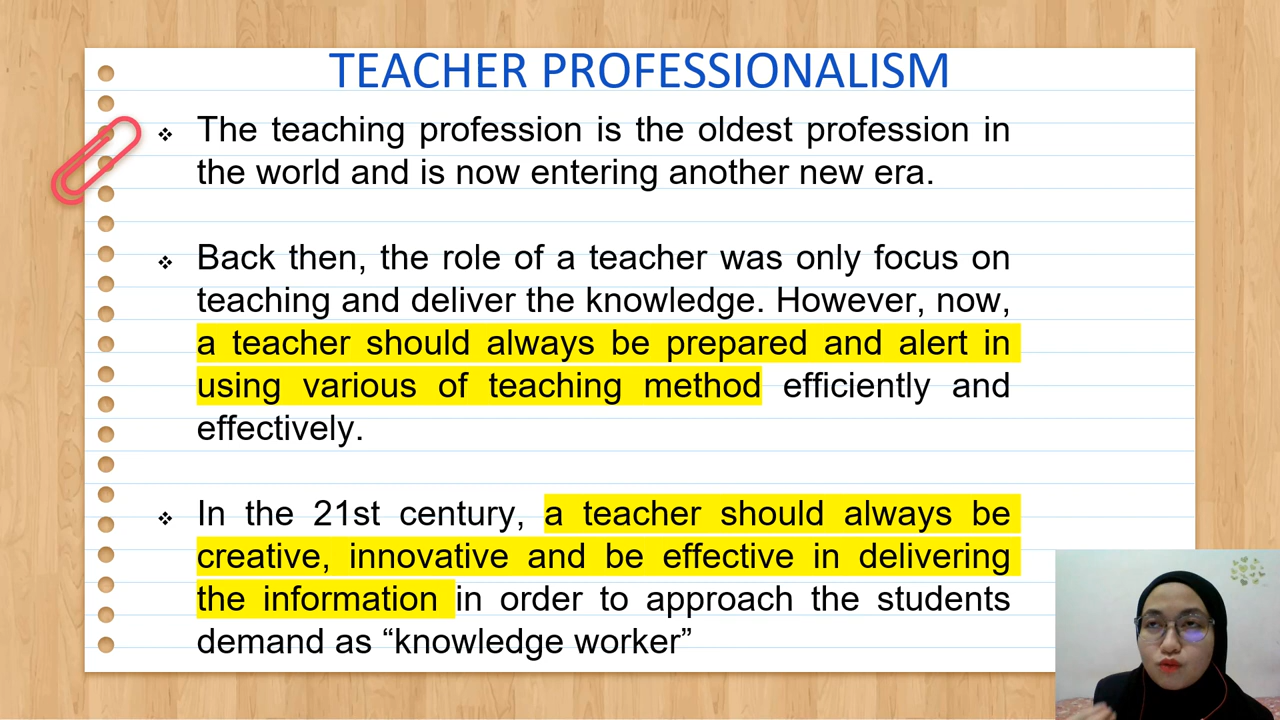 TEACHER PROFESSIONALISM
❖ The teaching profession is the oldest profession in
the world and is now entering another new era.
❖ Back then, the role of a teacher was only focus on
teaching and deliver the knowledge. However, now,
a teacher should always be prepared and alert in
using various of teaching method efficiently and
effectively.
❖ In the 21st century, a teacher should always be
creative, innovative and be effective in delivering
the information in order to approach the students
demand as “knowledge worker”